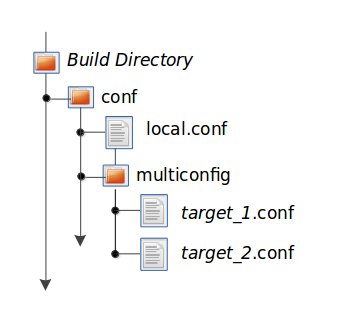 Build Directory
conf
local.conf
multiconfig
target_1.conf
target_2.conf